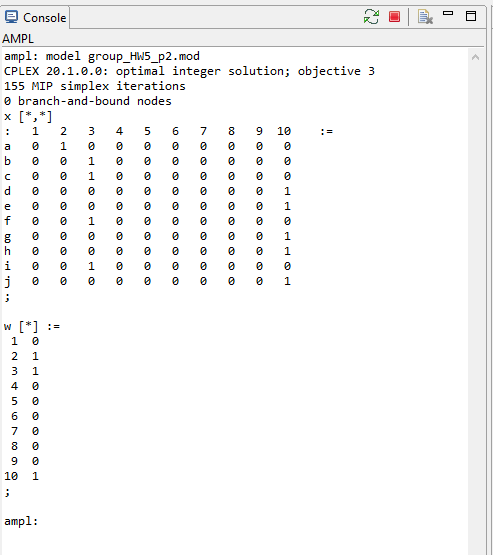 Console
AMPL
ampl: model group_HW5_p2.mod
CPLEX 20.1.0.0: optimal integer solution; objective 3
155 MIP simplex iterations
0 branch-and-bound nodes
x [*,*]
:   1   2   3   4   5   6   7   8   9  10    :=
a   0   1   0   0   0   0   0   0   0   0
b   0   0   1   0   0   0   0   0   0   0
c   0   0   1   0   0   0   0   0   0   0
d   0   0   0   0   0   0   0   0   0   1
e   0   0   0   0   0   0   0   0   0   1
f   0   0   1   0   0   0   0   0   0   0
g   0   0   0   0   0   0   0   0   0   1
h   0   0   0   0   0   0   0   0   0   1
i   0   0   1   0   0   0   0   0   0   0
j   0   0   0   0   0   0   0   0   0   1
;
w [*] :=
 1  0
 2  1
 3  1
 4  0
 5  0
 6  0
 7  0
 8  0
 9  0
10  1
;
ampl: